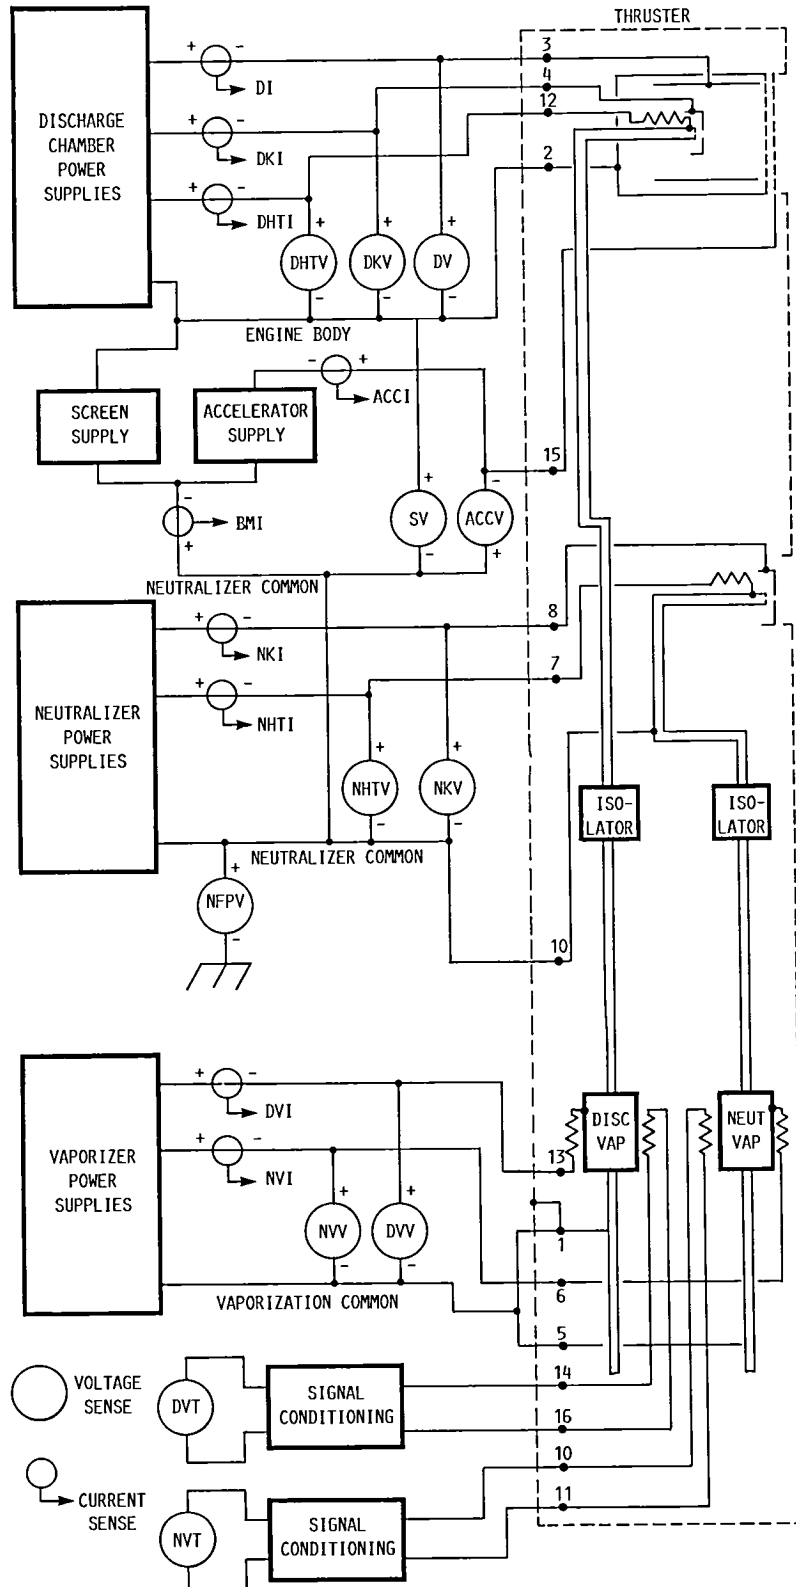 THRUSTER
DISCHARGE
CHAMBER
POWER
SUPPLIES
+ -
DI
+ -
DKI
+ -
DHTI
3
4
12
2
+
DHTV
-
+
DKV
-
+
DV
-
ENGINE BODY
SCREEN
SUPPLY
ACCELERATOR
SUPPLY
- +
ACCI
15
-
BMI
+
+
SV
-
-
ACCV
+
NEUTRALIZER COMMON
NEUTRALIZER
POWER
SUPPLIES
+ -
NKI
+ -
NHTI
8
7
+
NHTV
-
+
NKV
-
ISO-
LATOR
ISO-
LATOR
NEUTRALIZER COMMON
+
NFPV
-
10
VAPORIZER
POWER
SUPPLIES
+ -
DVI
+ -
NVI
DISC
VAP
NEUT
VAP
13
+
NVV
-
+
DVV
-
1
VAPORIZATION COMMON
6
5
VOLTAGE
SENSE
DVT
SIGNAL
CONDITIONING
14
16
CURRENT
SENSE
NVT
SIGNAL
CONDITIONING
10
11